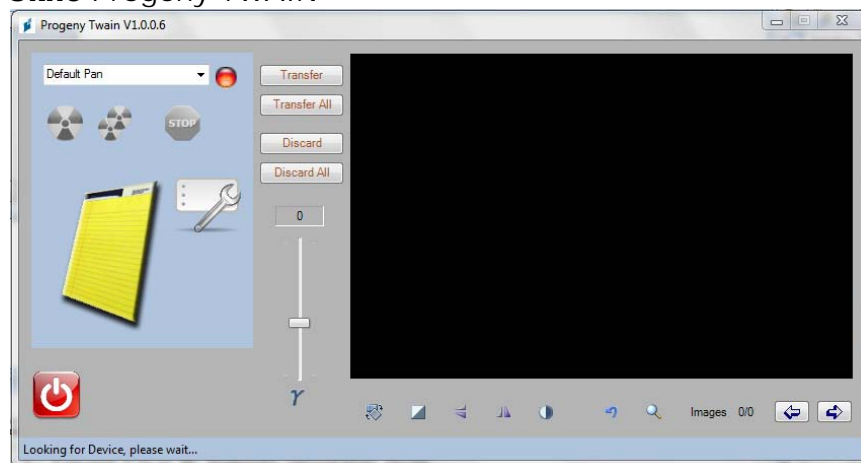 Progeny Twain V1.0.0.6
Default Pan
STOP
Transfer
Transfer All
Discard
Discard All
0
γ
Images 0/0
Looking for Device, please wait...